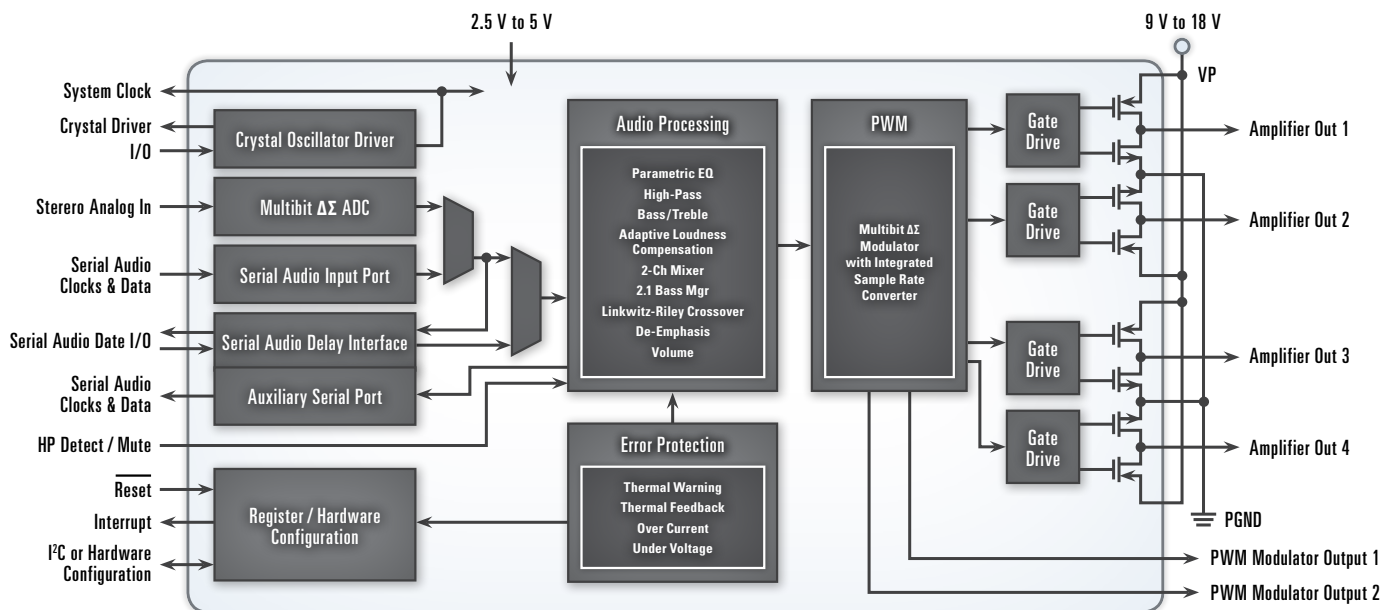 2.5 V to 5 V
9 V to 18 V
VP
System Clock
Crystal Driver
I/O
Crystal Oscillator Driver
Sterero Analog In
Multibit ΔΣ ADC
Serial Audio
Clocks & Data
Serial Audio Input Port
Serial Audio Date I/O
Serial Audio Delay Interface
Serial Audio
Clocks & Data
Auxiliary Serial Port
HP Detect / Mute
Reset
Interrupt
I²C or Hardware
Configuration
Register / Hardware
Configuration
Audio Processing
Parametric EQ
High-Pass
Bass/Treble
Adaptive Loudness
Compensation
2-Ch Mixer
2.1 Bass Mgr
Linkwitz-Riley Crossover
De-Emphasis
Volume
Error Protection
Thermal Warning
Thermal Feedback
Over Current
Under Voltage
PWM
Multibit ΔΣ
Modulator
with Integrated
Sample Rate
Converter
Gate
Drive
Amplifier Out 1
Gate
Drive
Amplifier Out 2
Gate
Drive
Amplifier Out 3
Gate
Drive
Amplifier Out 4
PGND
PWM Modulator Output 1
PWM Modulator Output 2